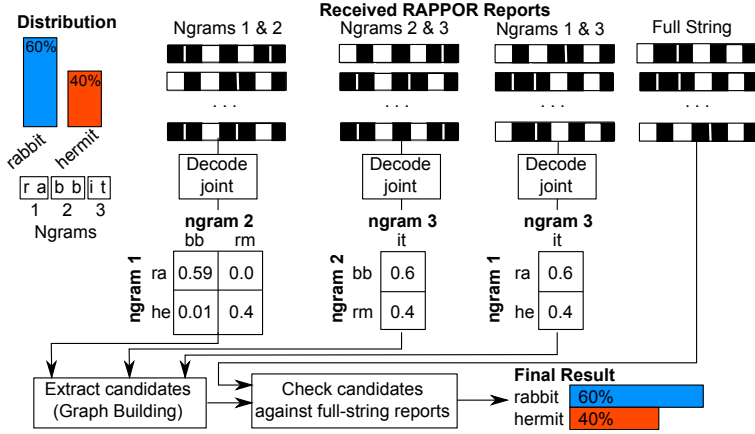 Received RAPPOR Reports
Distribution
60%
40%
rabbit
hermit
r a b b i t
1 2 3
Ngrams
Ngrams 1 & 2
Ngrams 2 & 3
Ngrams 1 & 3
Full String
. . .
. . .
. . .
. . .
Decode joint
Decode joint
Decode joint
ngram 2
bb rm
ngram 1
ra 0.59 0.0
he 0.01 0.4
ngram 3
it
ngram 2
bb 0.6
rm 0.4
ngram 3
it
ngram 1
ra 0.6
he 0.4
Extract candidates
(Graph Building)
Check candidates
against full-string reports
Final Result
rabbit 60%
hermit 40%